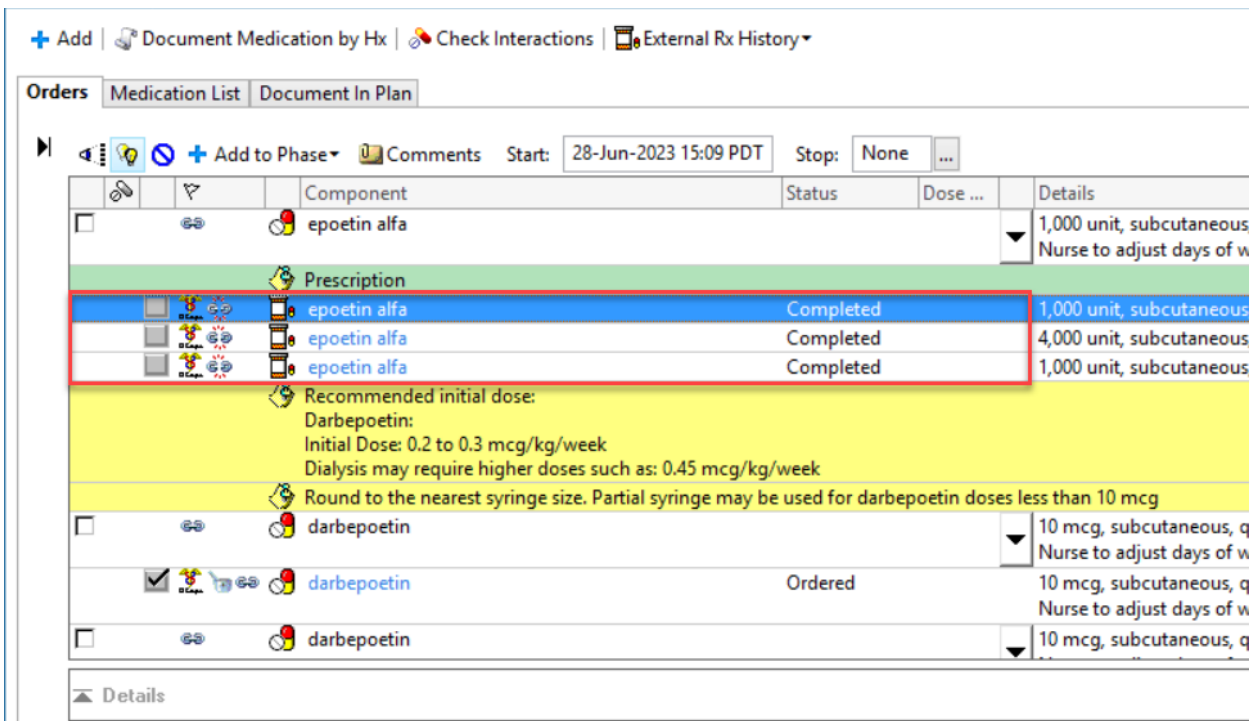 Add | Document Medication by Hx | Check Interactions | External Rx History
Orders Medication List Document In Plan
Add to Phase Comments Start: 28-Jun-2023 15:09 PDT Stop: None ...
Component Status Dose ... Details
epoetin alfa 1,000 unit, subcutaneous,
Nurse to adjust days of w
Prescription
epoetin alfa Completed 1,000 unit, subcutaneous
epoetin alfa Completed 4,000 unit, subcutaneous,
epoetin alfa Completed 1,000 unit, subcutaneous,
Recommended initial dose:
Darbepoetin:
Initial Dose: 0.2 to 0.3 mcg/kg/week
Dialysis may require higher doses such as: 0.45 mcg/kg/week
Round to the nearest syringe size. Partial syringe may be used for darbepoetin doses less than 10 mcg
darbepoetin 10 mcg, subcutaneous, q
Nurse to adjust days of w
darbepoetin Ordered 10 mcg, subcutaneous, q
Nurse to adjust days of w
darbepoetin 10 mcg, subcutaneous, q
Details